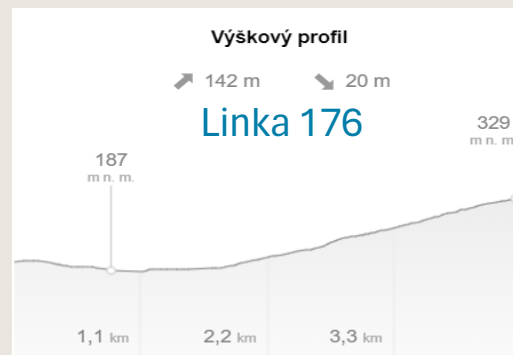 Výškový profil
142 m 20 m
Linka 176
329
m n. m.
187
m n. m.
1,1 km 2,2 km 3,3 km